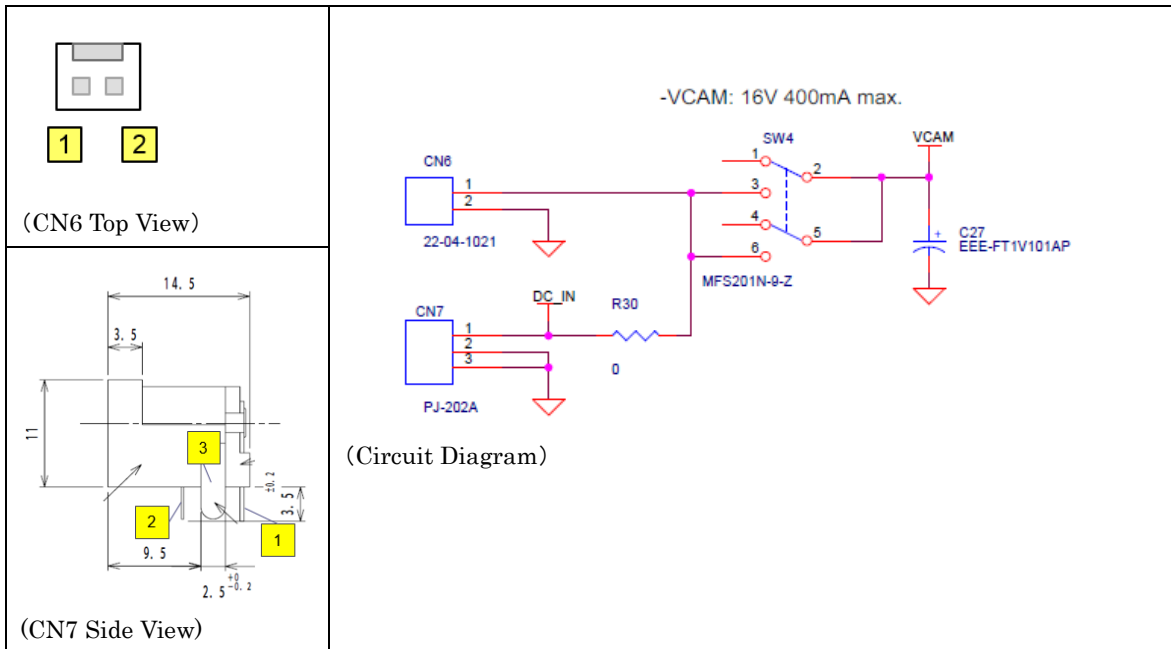 1 2
(CN6 Top View)
14. 5
3. 5
11
3
±0. 2
3. 5
2
1
9. 5
2. 5 +0 -0. 2
(CN7 Side View)
-VCAM: 16V 400mA max.
SW4
VCAM
1
2
CN6
1
3
2
4
5
C27
EEE-FT1V101AP
22-04-1021
6
MFS201N-9-Z
DC_IN
R30
CN7
1
2
3
0
PJ-202A
(Circuit Diagram)